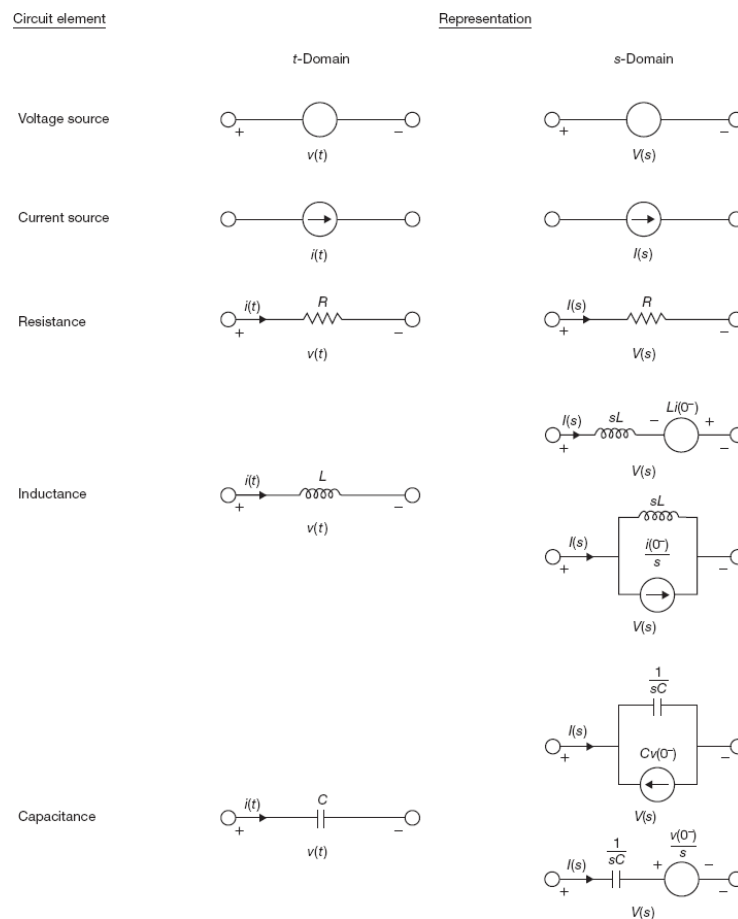 Circuit element Representation
t-Domain s-Domain
Voltage source
+ − + −
v(t) V(s)
Current source
i(t) I(s)
Resistance
i(t) R I(s) R
+ − + −
v(t) V(s)
Inductance
Li(0⁻)
I(s) sL − +
+ −
V(s)
i(t) L
+ −
v(t)
sL
I(s) i(0⁻)/s
+ −
V(s)
Capacitance
1/sC
I(s)
+ Cv(0⁻) −
V(s)
i(t) C
+ −
v(t)
I(s) 1/sC + v(0⁻)/s −
+ −
V(s)